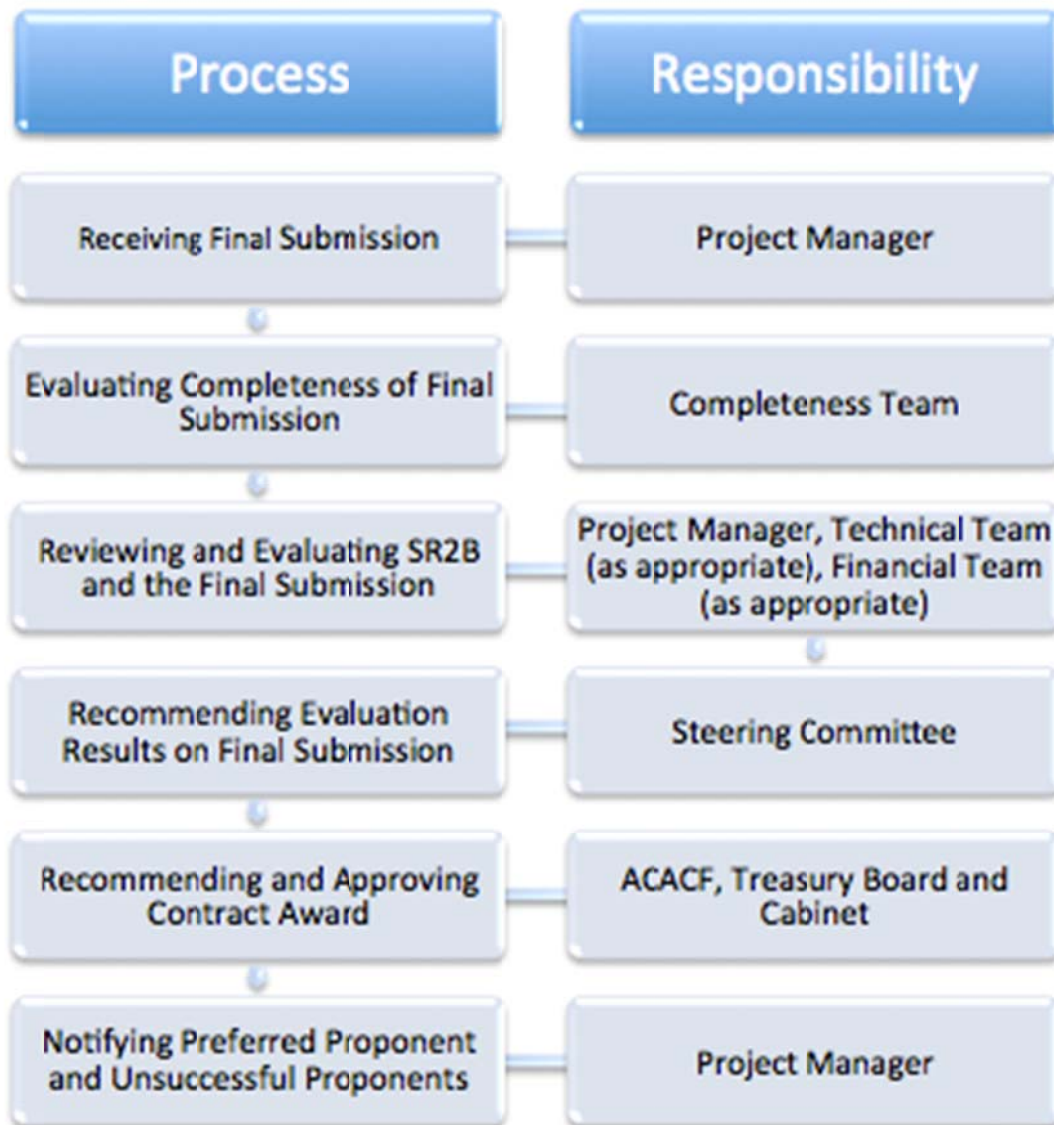 Process
Responsibility
Receiving Final Submission
Project Manager
Evaluating Completeness of Final
Submission
Completeness Team
Reviewing and Evaluating SR2B
and the Final Submission
Project Manager, Technical Team
(as appropriate), Financial Team
(as appropriate)
Recommending Evaluation
Results on Final Submission
Steering Committee
Recommending and Approving
Contract Award
ACACF, Treasury Board and
Cabinet
Notifying Preferred Proponent
and Unsuccessful Proponents
Project Manager